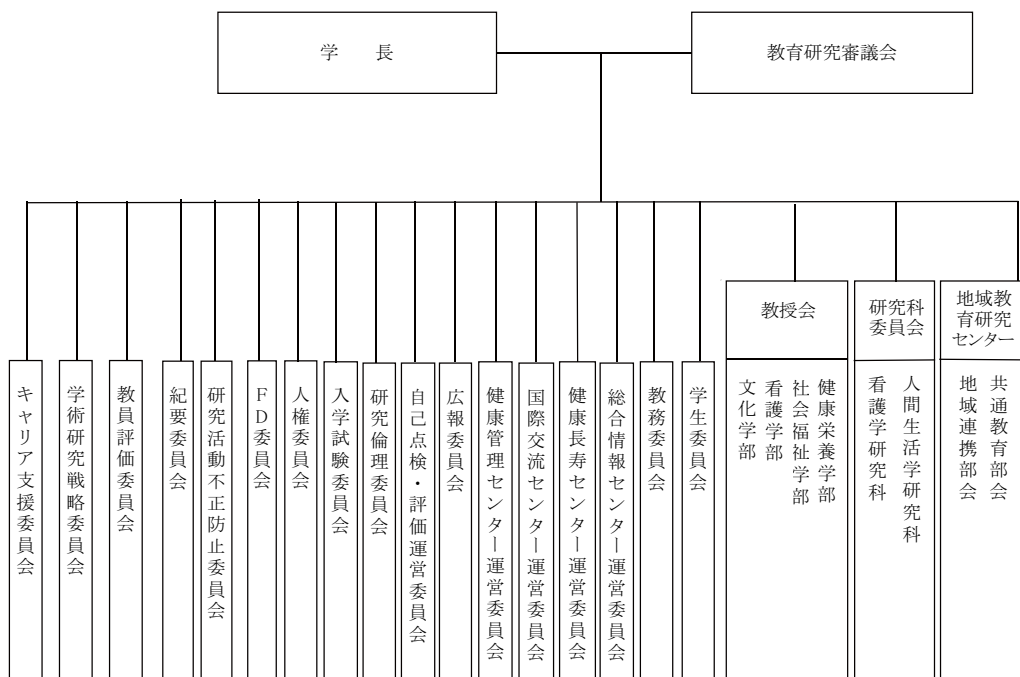 学　長
教育研究審議会
キャリア支援委員会
学術研究戦略委員会
教員評価委員会
紀要委員会
研究活動不正防止委員会
FD委員会
人権委員会
入学試験委員会
研究倫理委員会
自己点検・評価運営委員会
広報委員会
健康管理センター運営委員会
国際交流センター運営委員会
健康長寿センター運営委員会
総合情報センター運営委員会
教務委員会
学生委員会
教授会
健康栄養学部
社会福祉学部
看護学部
文化学部
研究科
委員会
人間生活学研究科
看護学研究科
地域教
育研究
センター
共通教育部会
地域連携部会